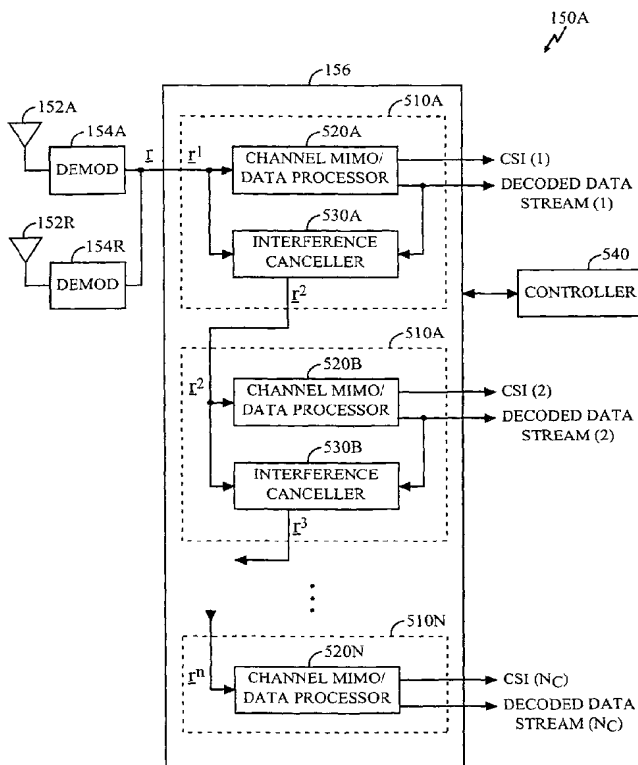 150A
156
152A
154A
510A
520A
DEMOD
r
r¹
CHANNEL MIMO/
DATA PROCESSOR
CSI (1)
DECODED DATA
STREAM (1)
152R
154R
530A
DEMOD
INTERFERENCE
CANCELLER
540
CONTROLLER
r²
510A
520B
r²
CHANNEL MIMO/
DATA PROCESSOR
CSI (2)
DECODED DATA
STREAM (2)
530B
INTERFERENCE
CANCELLER
r³
510N
520N
rⁿ
CHANNEL MIMO/
DATA PROCESSOR
CSI (NC)
DECODED DATA
STREAM (NC)